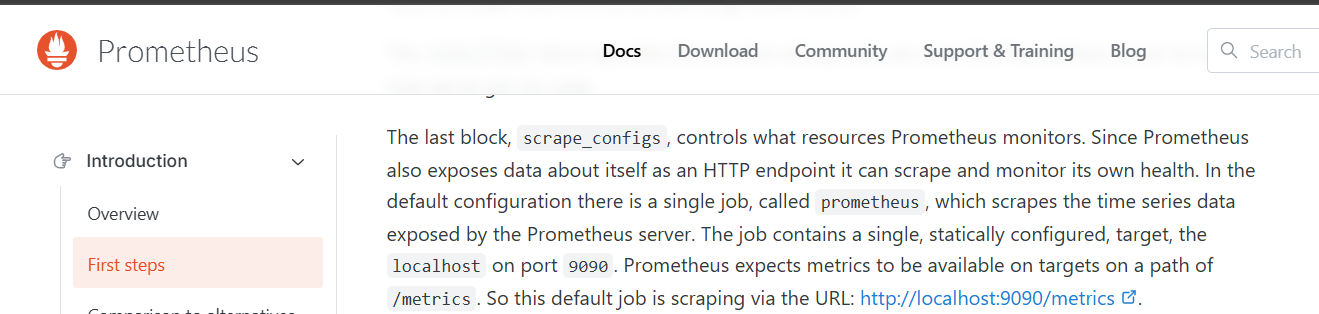 Prometheus
Docs Download Community Support & Training Blog Search
The last block, scrape_configs, controls what resources Prometheus monitors. Since Prometheus
also exposes data about itself as an HTTP endpoint it can scrape and monitor its own health. In the
default configuration there is a single job, called prometheus, which scrapes the time series data
exposed by the Prometheus server. The job contains a single, statically configured, target, the
localhost on port 9090. Prometheus expects metrics to be available on targets on a path of
/metrics. So this default job is scraping via the URL: http://localhost:9090/metrics.
Introduction
Overview
First steps
Comparison to alternatives